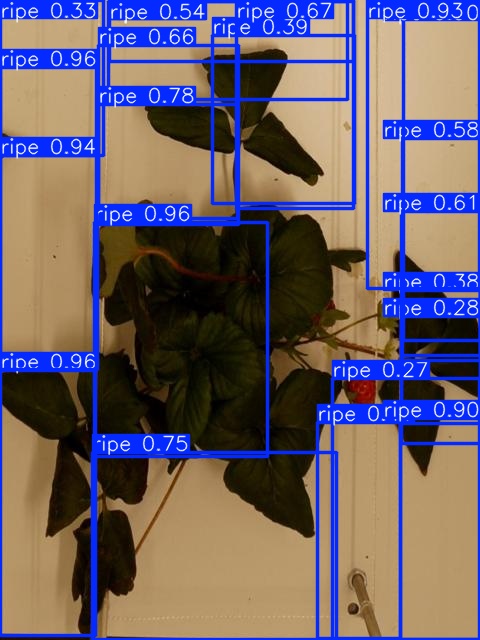 ripe 0.33
ripe 0.54
ripe 0.67
ripe 0.930
ripe 0.39
ripe 0.66
ripe 0.96
ripe 0.78
ripe 0.58
ripe 0.94
ripe 0.61
ripe 0.96
ripe 0.38
ripe 0.28
ripe 0.96
ripe 0.27
ripe 0.
ripe 0.90
ripe 0.75